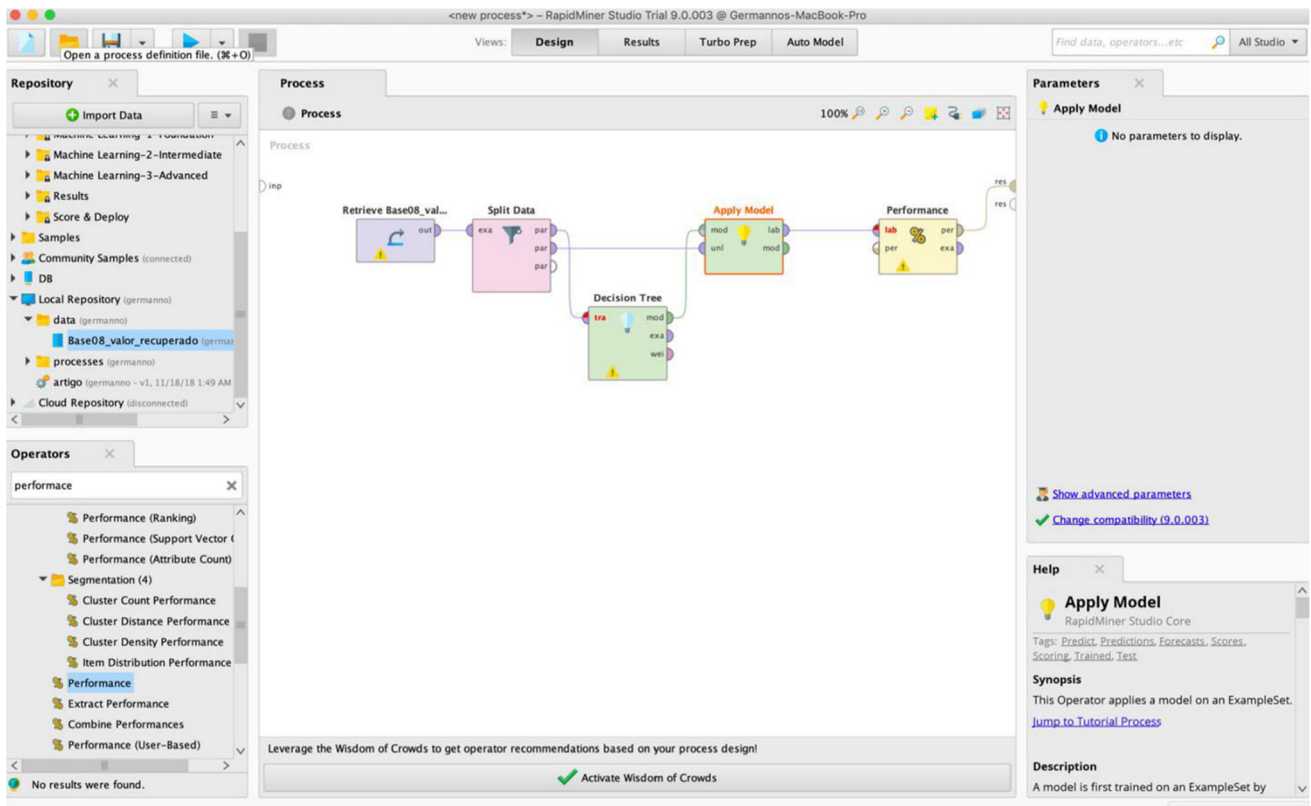 <new process*> – RapidMiner Studio Trial 9.0.003 @ Germannos-MacBook-Pro
Open a process definition file. (⌘+O)
Views: Design Results Turbo Prep Auto Model
Find data, operators...etc
All Studio
Repository
Import Data
Machine Learning-1-Foundation
Machine Learning-2-Intermediate
Machine Learning-3-Advanced
Results
Score & Deploy
Samples
Community Samples (connected)
DB
Local Repository (germanno)
data (germanno)
Base08_valor_recuperado (german
processes (germanno)
artigo (germanno – v1, 11/18/18 1:49 AM
Cloud Repository (disconnected)
Operators
performace
Performance (Ranking)
Performance (Support Vector
Performance (Attribute Count)
Segmentation (4)
Cluster Count Performance
Cluster Distance Performance
Cluster Density Performance
Item Distribution Performance
Performance
Extract Performance
Combine Performances
Performance (User-Based)
No results were found.
Process
Process
100%
Process
inp
res
res
Retrieve Base08_val...
out
Split Data
exa par
par
par
Apply Model
mod lab
unl mod
Performance
lab per
per exa
Decision Tree
tra mod
exa
wei
Leverage the Wisdom of Crowds to get operator recommendations based on your process design!
Activate Wisdom of Crowds
Parameters
Apply Model
No parameters to display.
Show advanced parameters
Change compatibility (9.0.003)
Help
Apply Model
RapidMiner Studio Core
Tags: Predict, Predictions, Forecasts, Scores,
Scoring, Trained, Test
Synopsis
This Operator applies a model on an ExampleSet.
Jump to Tutorial Process
Description
A model is first trained on an ExampleSet by